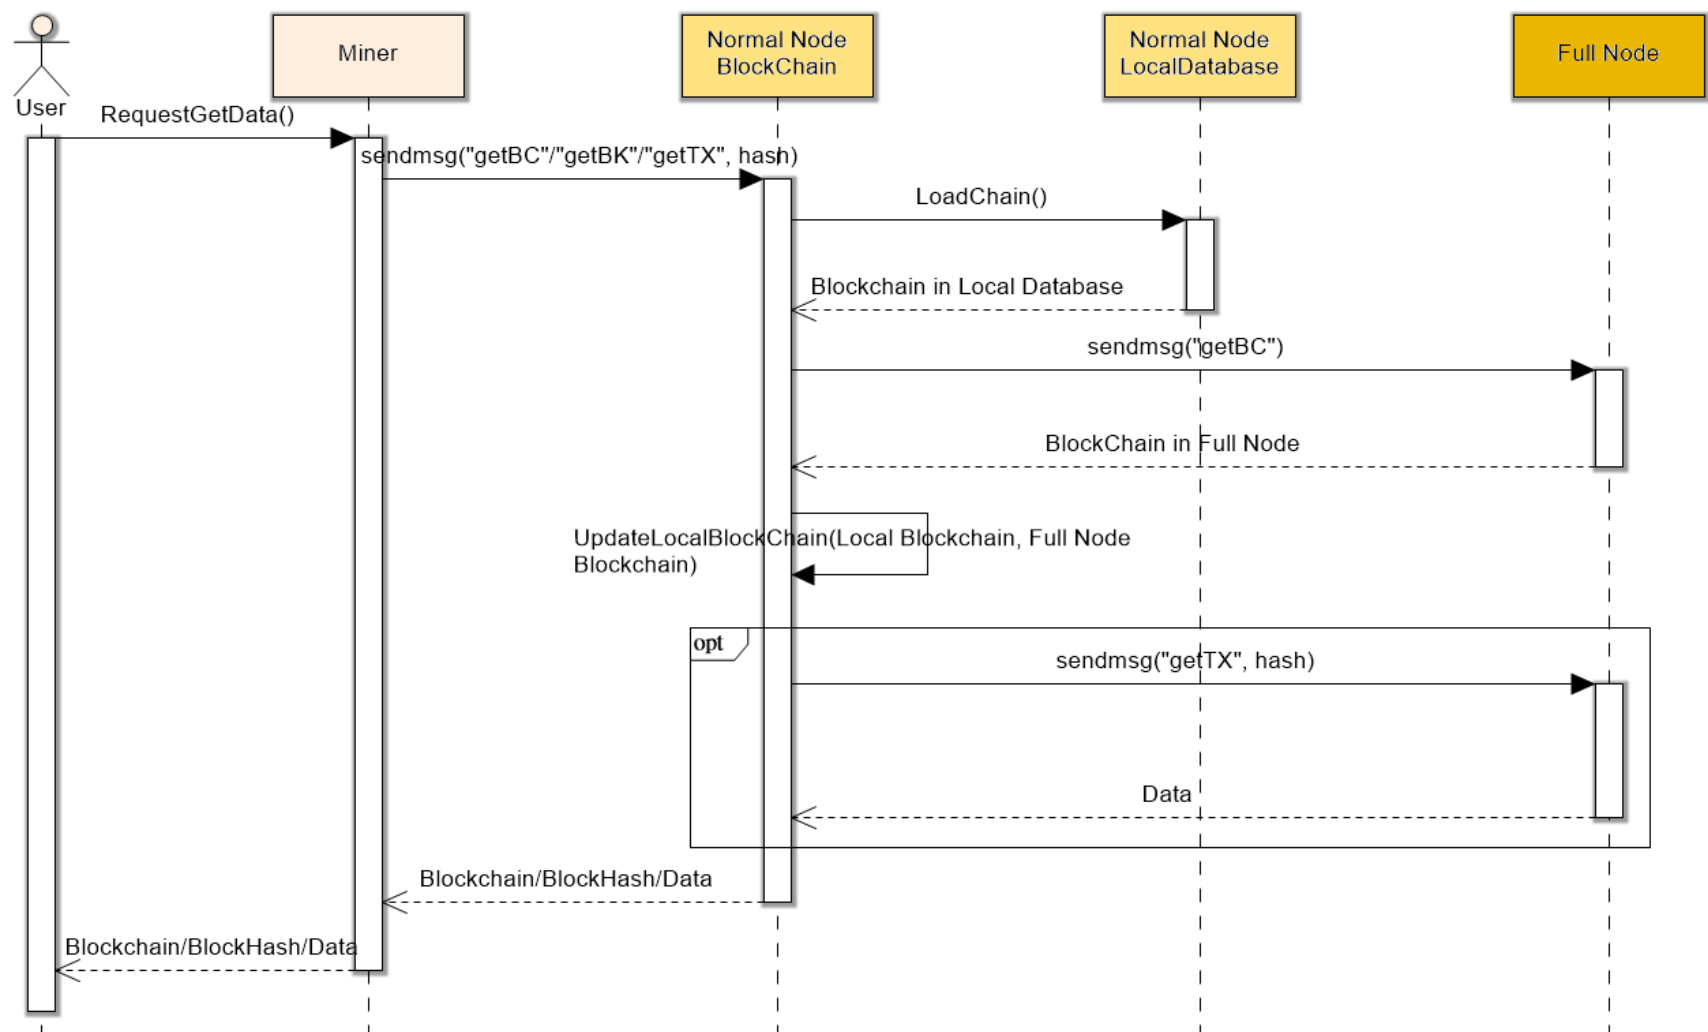 User
Miner
Normal Node
BlockChain
Normal Node
LocalDatabase
Full Node
RequestGetData()
sendmsg("getBC"/"getBK"/"getTX", hash)
LoadChain()
Blockchain in Local Database
sendmsg("getBC")
BlockChain in Full Node
UpdateLocalBlockChain(Local Blockchain, Full Node
Blockchain)
opt
sendmsg("getTX", hash)
Data
Blockchain/BlockHash/Data
Blockchain/BlockHash/Data